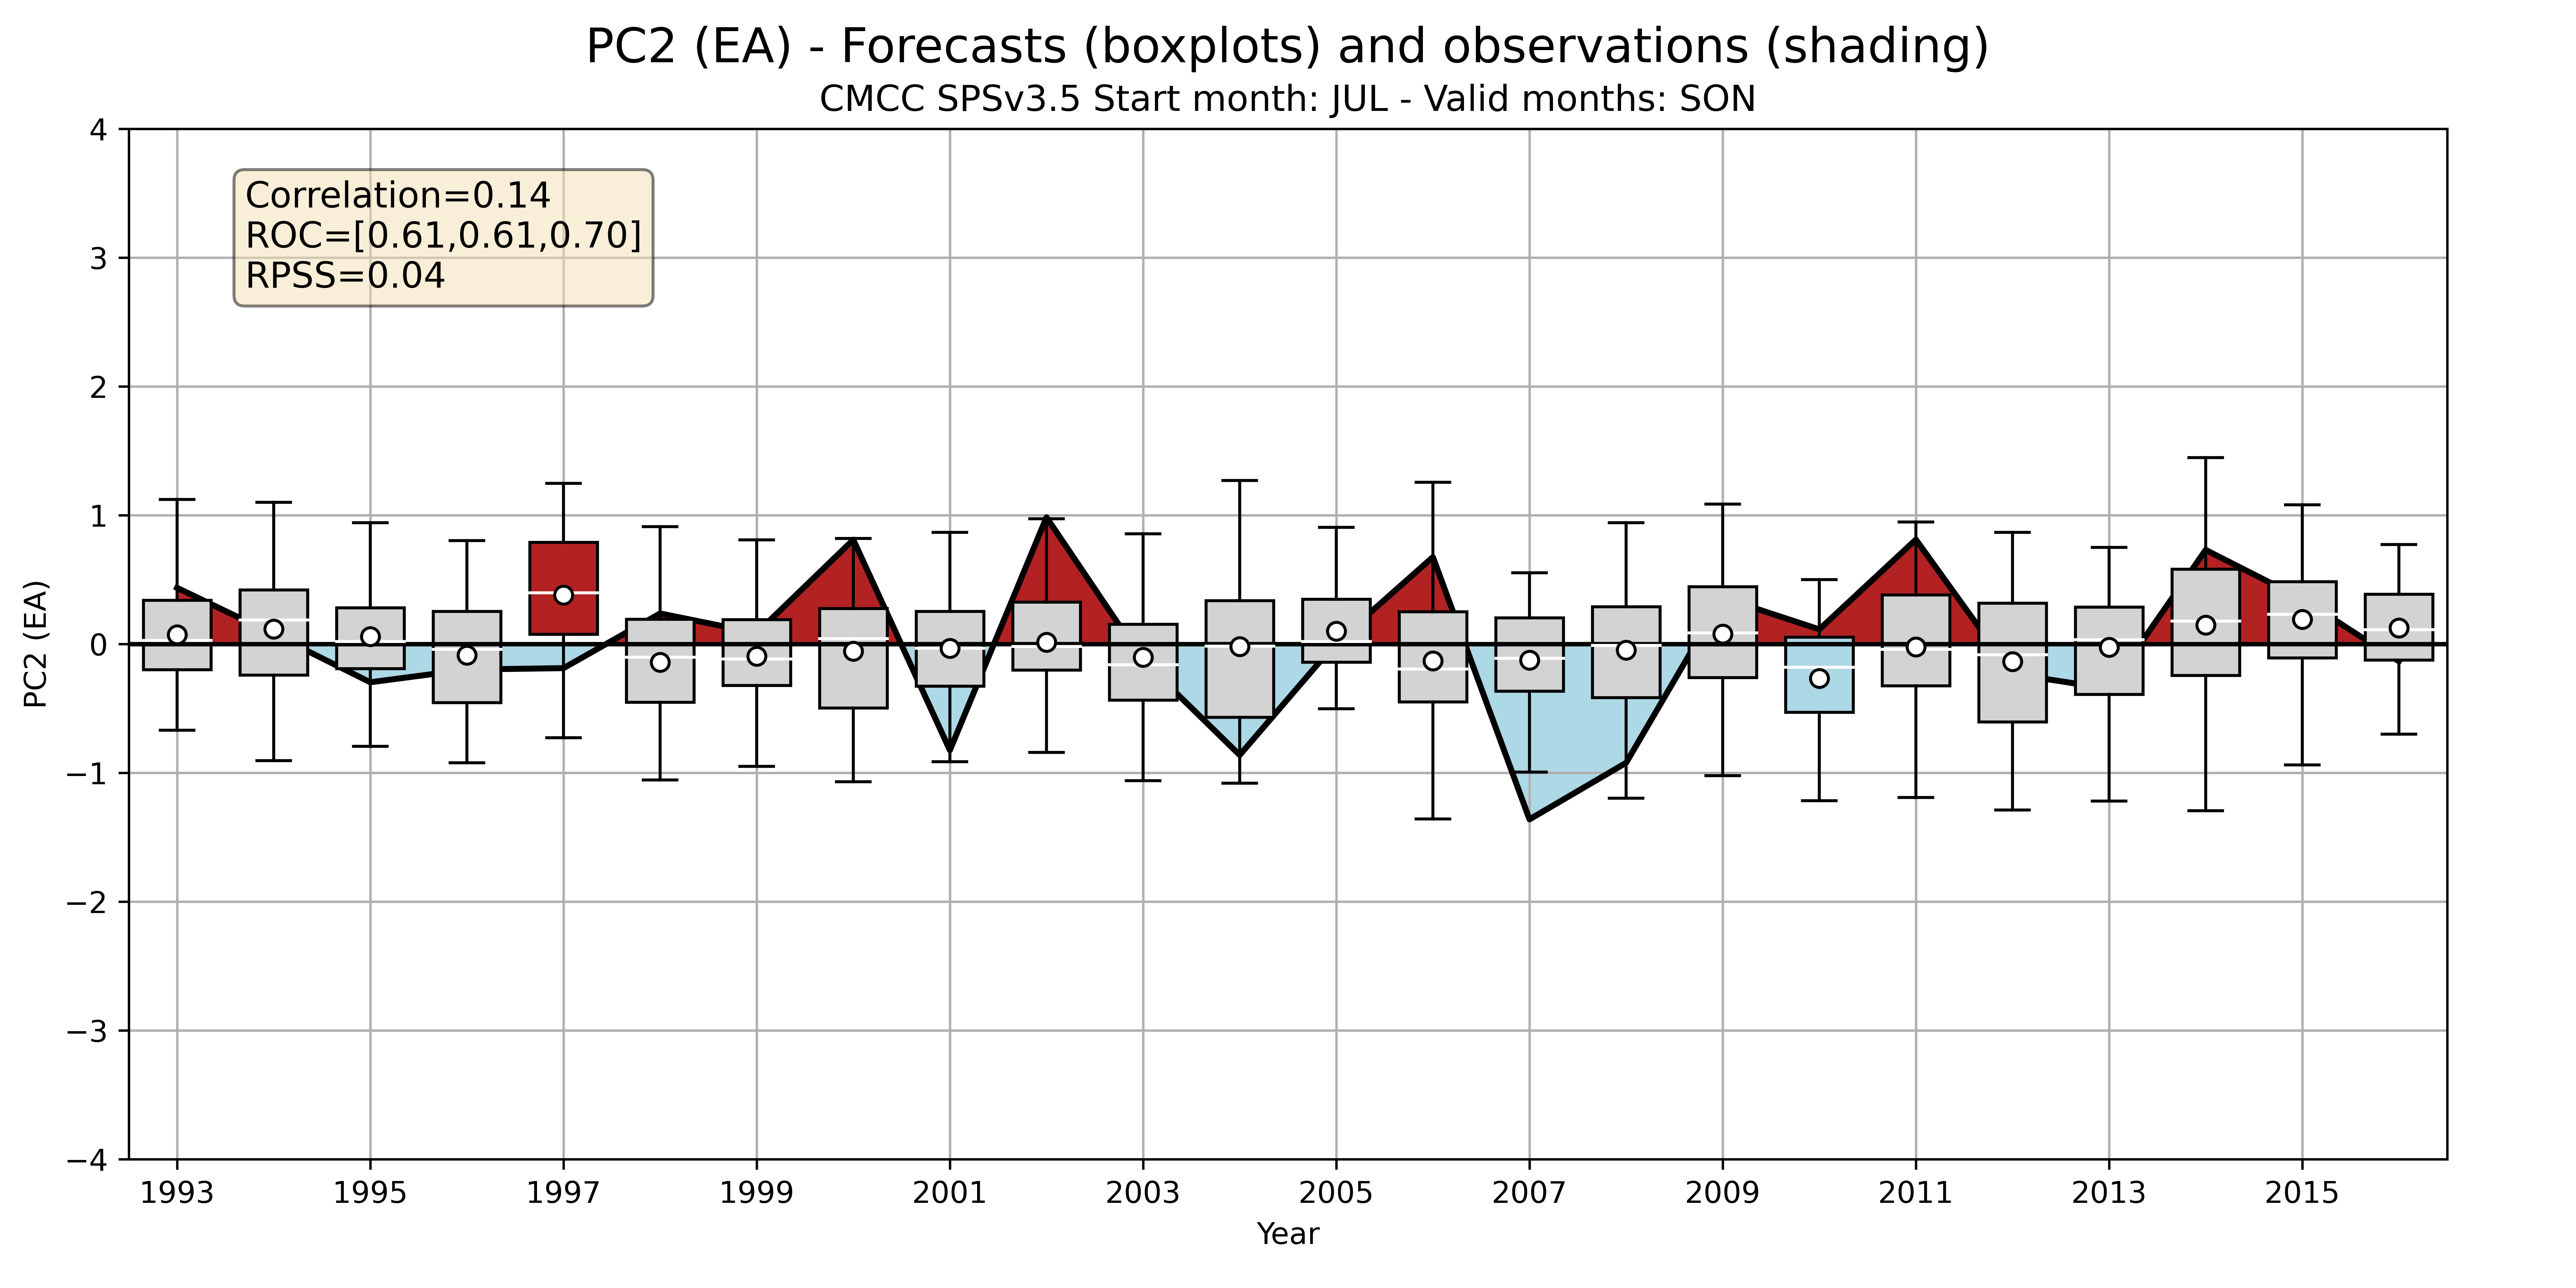 PC2 (EA) - Forecasts (boxplots) and observations (shading)
CMCC SPSv3.5 Start month: JUL - Valid months: SON
Correlation=0.14
ROC=[0.61,0.61,0.70]
RPSS=0.04
PC2 (EA)
4
3
2
1
0
−1
−2
−3
−4
1993 1995 1997 1999 2001 2003 2005 2007 2009 2011 2013 2015
Year